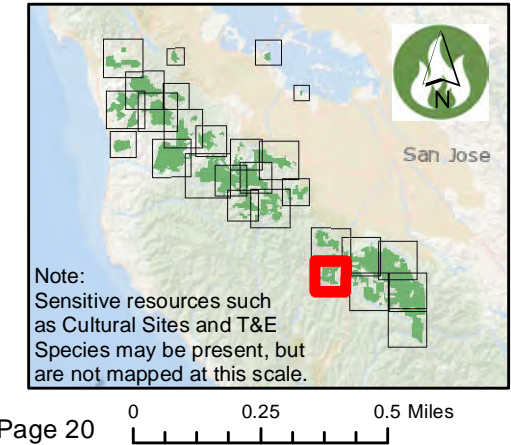 N
San Jose
Note:
Sensitive resources such
as Cultural Sites and T&E
Species may be present, but
are not mapped at this scale.
Page 20
0 0.25 0.5 Miles